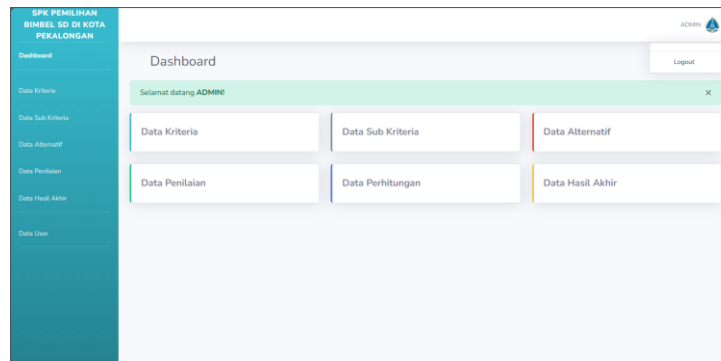 SPK PEMILIHAN
BIMBEL SD DI KOTA
PEKALONGAN
Dashboard
Data Kriteria
Data Sub Kriteria
Data Alternatif
Data Penilaian
Data Hasil Akhir
Data User
ADMIN
Logout
Dashboard
Selamat datang ADMIN!
×
Data Kriteria
Data Sub Kriteria
Data Alternatif
Data Penilaian
Data Perhitungan
Data Hasil Akhir